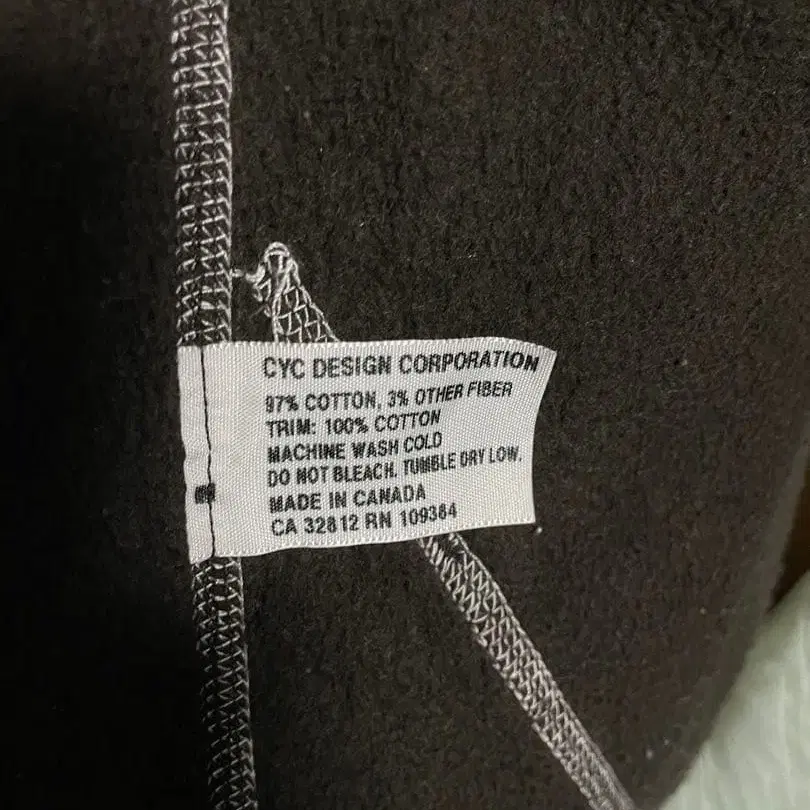 CYC DESIGN CORPORATION
97% COTTON, 3% OTHER FIBER
TRIM: 100% COTTON
MACHINE WASH COLD
DO NOT BLEACH. TUMBLE DRY LOW.
MADE IN CANADA
CA 32812 RN 109364